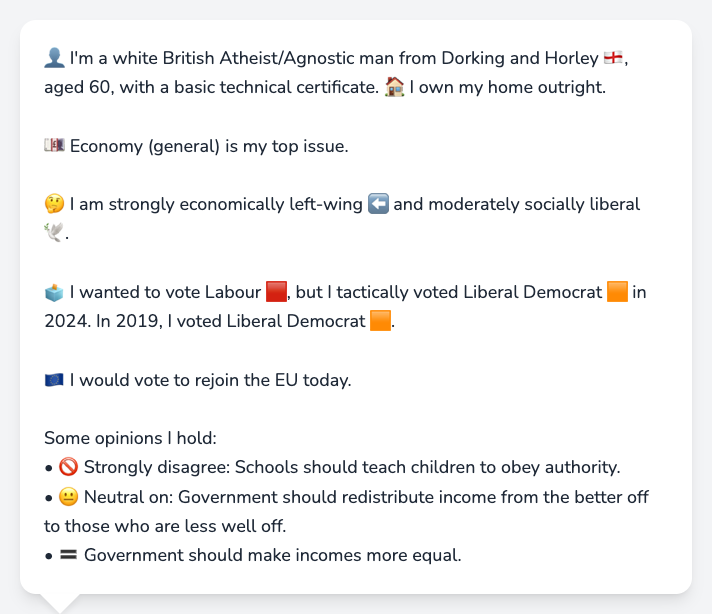 👤 I'm a white British Atheist/Agnostic man from Dorking and Horley 🏴󠁧󠁢󠁥󠁮󠁧󠁿,
aged 60, with a basic technical certificate. 🏠 I own my home outright.
💷 Economy (general) is my top issue.
🤔 I am strongly economically left-wing ⬅️ and moderately socially liberal
🕊️.
🗳️ I wanted to vote Labour 🟥, but I tactically voted Liberal Democrat 🟧 in
2024. In 2019, I voted Liberal Democrat 🟧.
🇪🇺 I would vote to rejoin the EU today.
Some opinions I hold:
• 🚫 Strongly disagree: Schools should teach children to obey authority.
• 😐 Neutral on: Government should redistribute income from the better off
to those who are less well off.
• 🟰 Government should make incomes more equal.